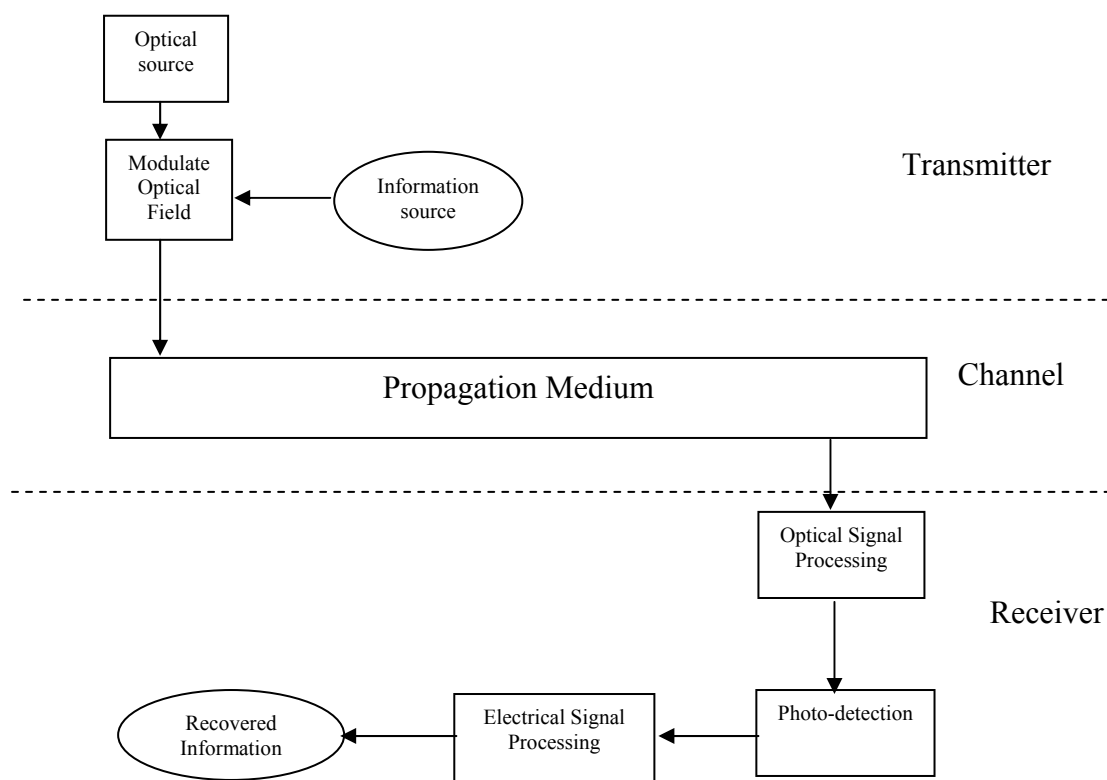 Optical
source
Modulate
Optical
Field
Information
source
Transmitter
Propagation Medium
Channel
Optical Signal
Processing
Receiver
Photo-detection
Electrical Signal
Processing
Recovered
Information